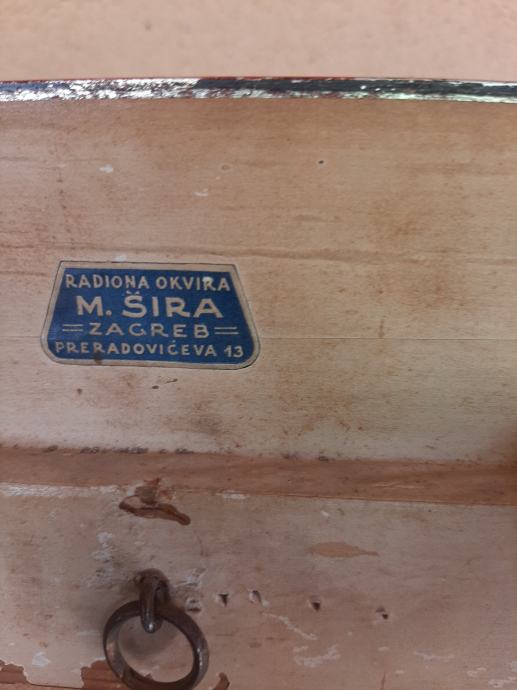 RADIONA OKVIRA
M. ŠIRA
ZAGREB
PRERADOVIĆEVA 13